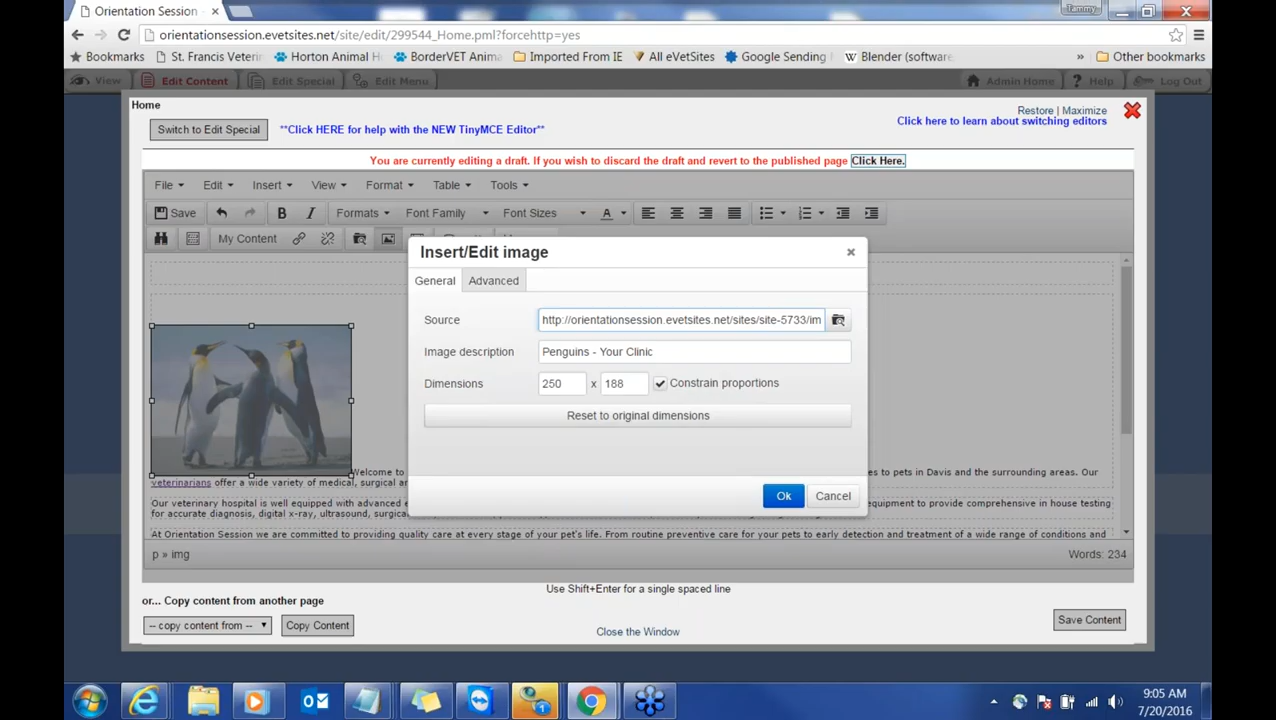 Orientation Session
Tammy
orientationsession.evetsites.net/site/edit/299544_Home.pml?forcehttp=yes
Bookmarks St. Francis Veterin Horton Animal H BorderVET Anima Imported From IE All eVetSites Google Sending Blender (software » Other bookmarks
View Edit Content Edit Special Edit Menu Admin Home Help Log Out
Home
Restore | Maximize
Switch to Edit Special **Click HERE for help with the NEW TinyMCE Editor** Click here to learn about switching editors
You are currently editing a draft. If you wish to discard the draft and revert to the published page Click Here.
File Edit Insert View Format Table Tools
Save B I Formats Font Family Font Sizes A
My Content
Insert/Edit image
General Advanced
Source http://orientationsession.evetsites.net/sites/site-5733/im
Image description Penguins - Your Clinic
Dimensions 250 x 188 Constrain proportions
Reset to original dimensions
Ok Cancel
Welcome to es to pets in Davis and the surrounding areas. Our
veterinarians offer a wide variety of medical, surgical ar
Our veterinary hospital is well equipped with advanced e equipment to provide comprehensive in house testing
for accurate diagnosis, digital x-ray, ultrasound, surgica
At Orientation Session we are committed to providing quality care at every stage of your pet's life. From routine preventive care for your pets to early detection and treatment of a wide range of conditions and
p » img Words: 234
Use Shift+Enter for a single spaced line
or... Copy content from another page
-- copy content from -- Copy Content Save Content
Close the Window
9:05 AM
7/20/2016